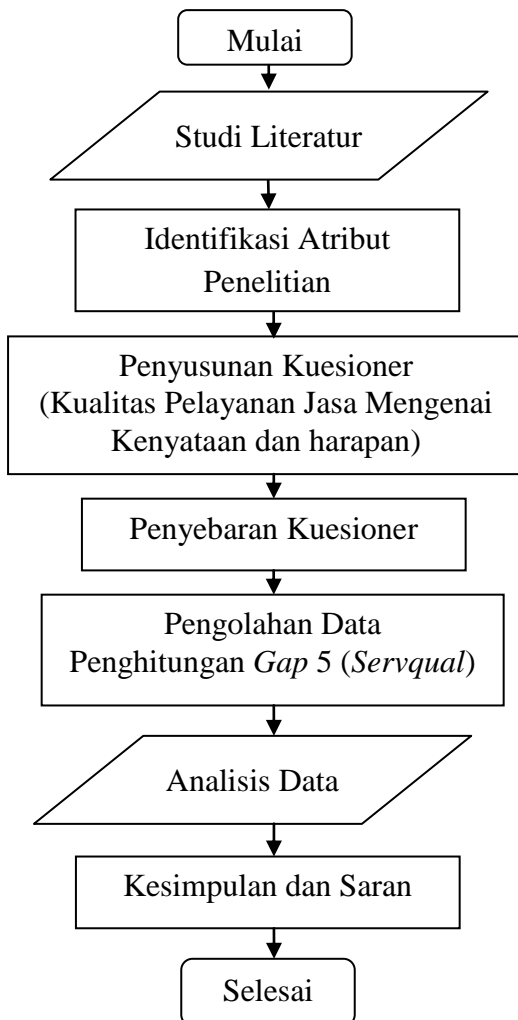 Mulai
Studi Literatur
Identifikasi Atribut
Penelitian
Penyusunan Kuesioner
(Kualitas Pelayanan Jasa Mengenai
Kenyataan dan harapan)
Penyebaran Kuesioner
Pengolahan Data
Penghitungan Gap 5 (Servqual)
Analisis Data
Kesimpulan dan Saran
Selesai